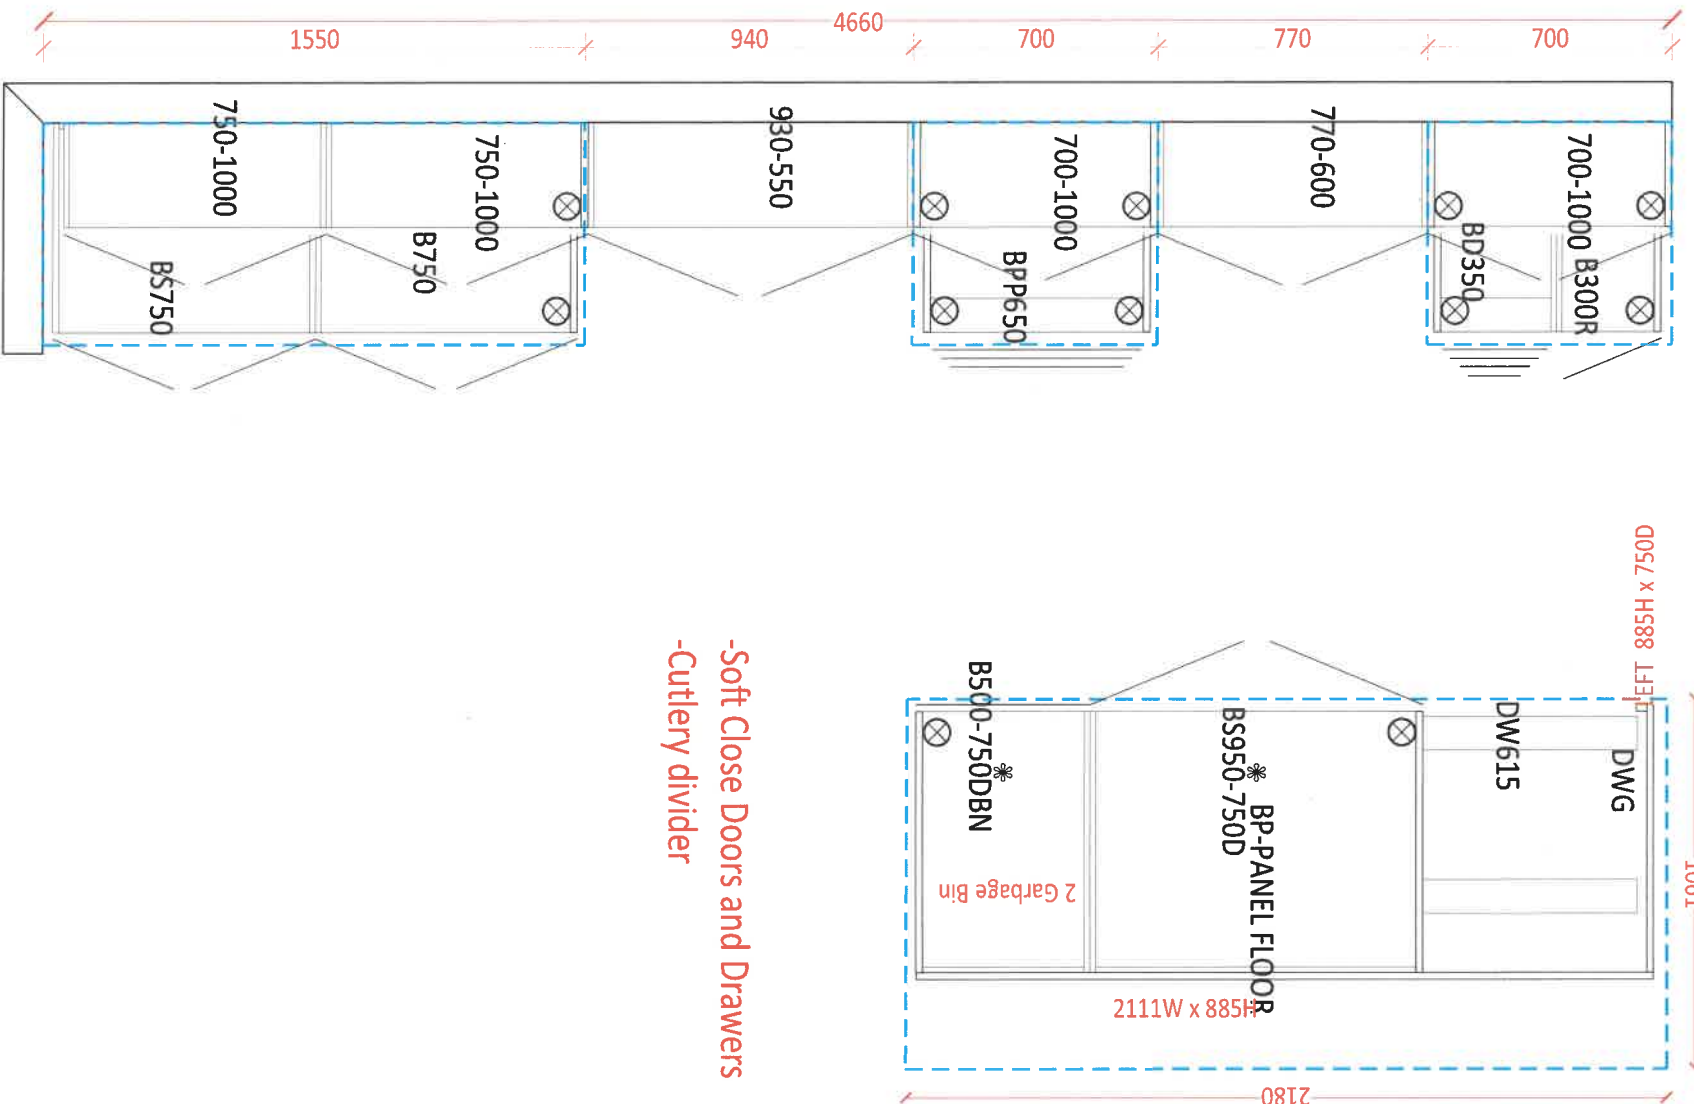 4660
1550
940
700
770
700
750-1000
750-1000
930-550
700-1000
770-600
700-1000
BS750
B750
BPP650
BD350
B300R
LEFT 885H x 750D
B500-750DBN
BS950-750D
BP-PANEL FLOOR
DW615
DWG
2 Garbage Bin
2111W x 885H
2180
-Soft Close Doors and Drawers
-Cutlery divider